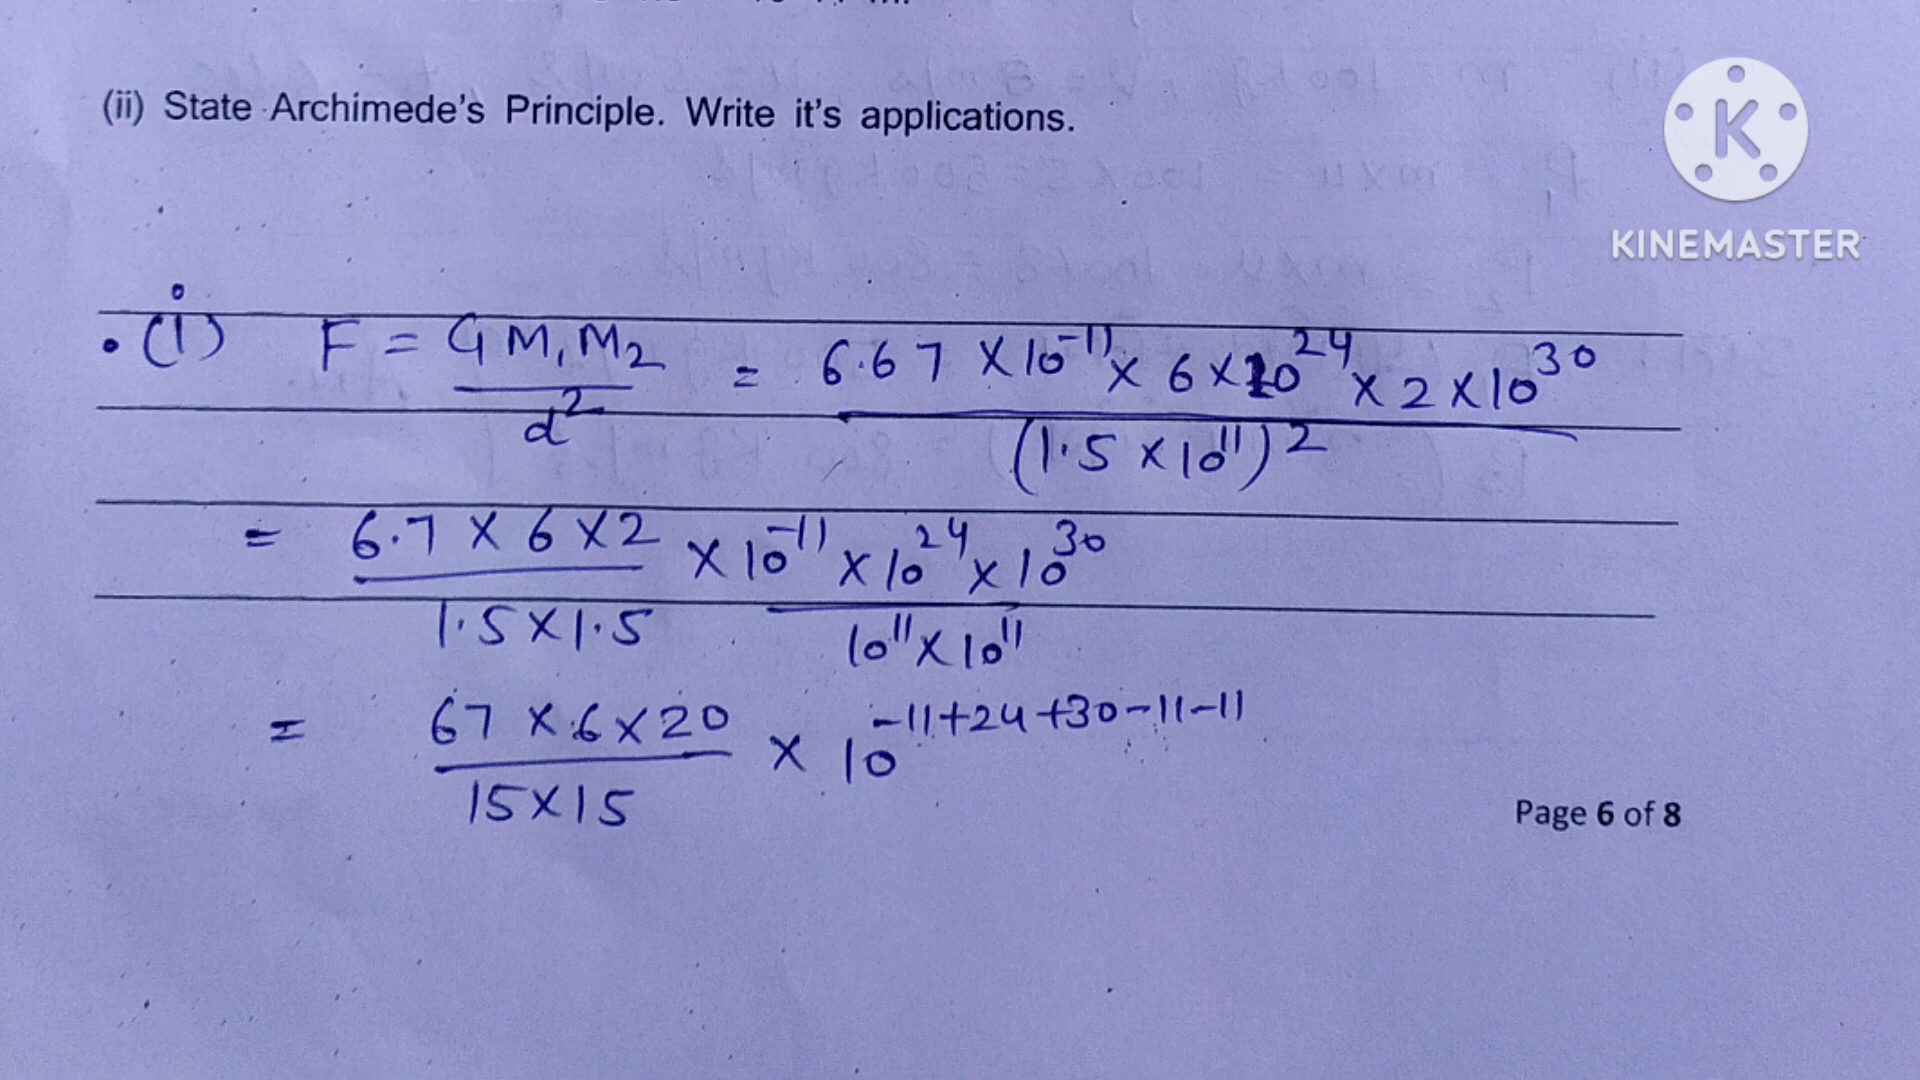 (ii) State Archimede's Principle. Write it's applications.
KINEMASTER
(i) F = GM₁M₂/d² = 6.67 × 10⁻¹¹ × 6 × 10²⁴ × 2 × 10³⁰/(1.5 × 10¹¹)²
= 6.7 × 6 × 2/1.5 × 1.5 × 10⁻¹¹ × 10²⁴ × 10³⁰/10¹¹ × 10¹¹
= 67 × 6 × 20/15 × 15 × 10⁻¹¹⁺²⁴⁺³⁰⁻¹¹⁻¹¹
Page 6 of 8